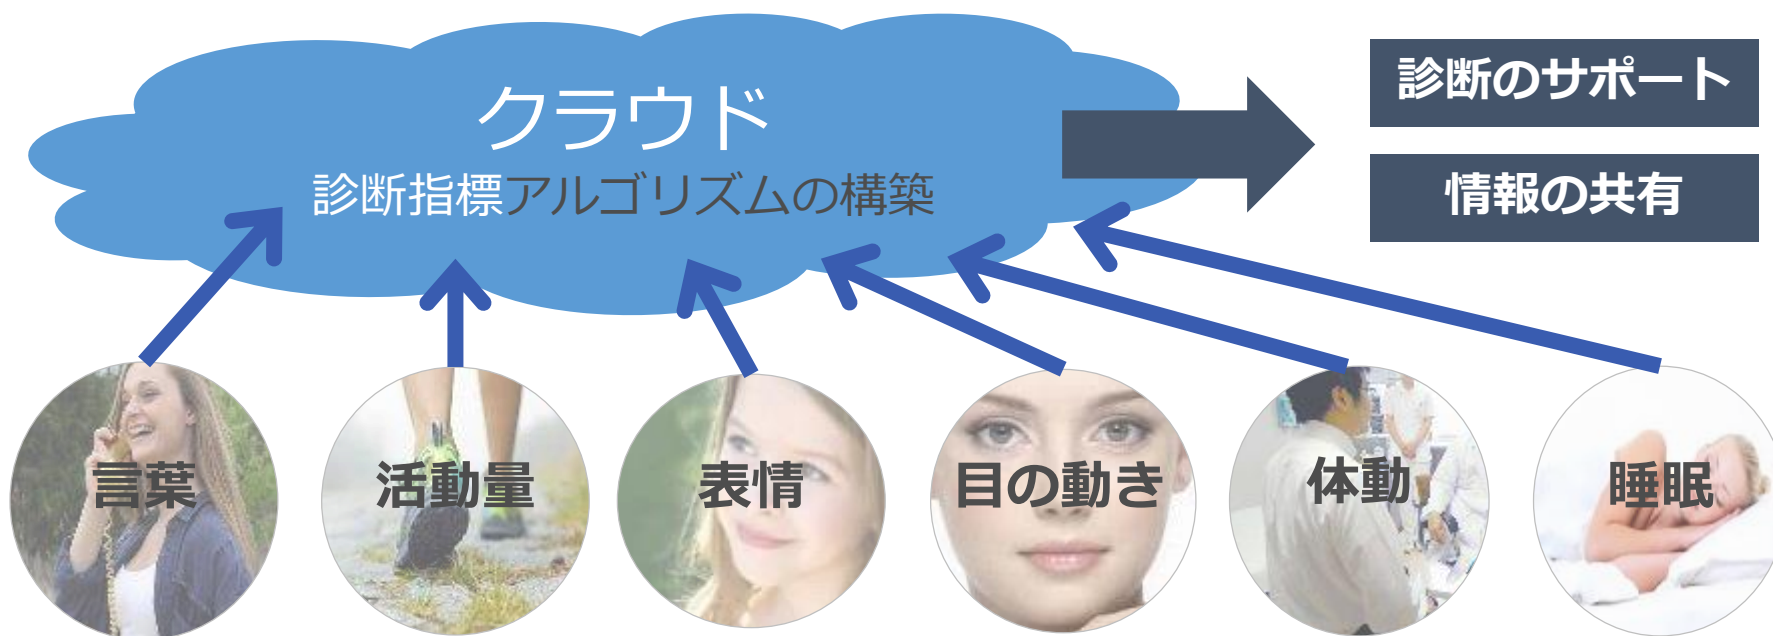 クラウド
診断指標アルゴリズムの構築
診断のサポート
情報の共有
言葉
活動量
表情
目の動き
体動
睡眠